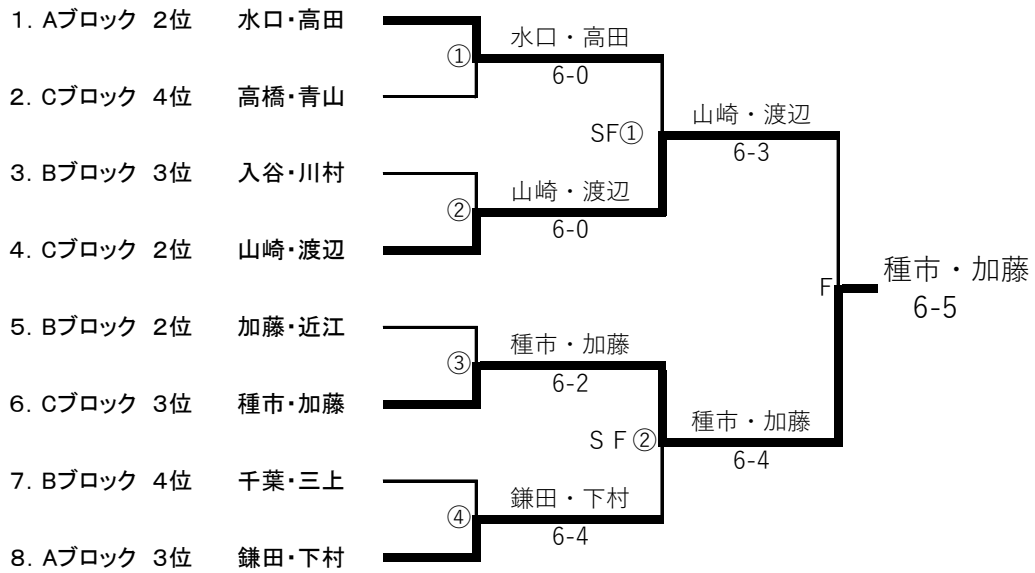 1. Aブロック 2位 水口・高田
① 水口・高田
6-0
2. Cブロック 4位 高橋・青山
SF① 山崎・渡辺
6-3
3. Bブロック 3位 入谷・川村
② 山崎・渡辺
6-0
4. Cブロック 2位 山崎・渡辺
F 種市・加藤
6-5
5. Bブロック 2位 加藤・近江
③ 種市・加藤
6-2
6. Cブロック 3位 種市・加藤
ＳＦ② 種市・加藤
6-4
7. Bブロック 4位 千葉・三上
④ 鎌田・下村
6-4
8. Aブロック 3位 鎌田・下村